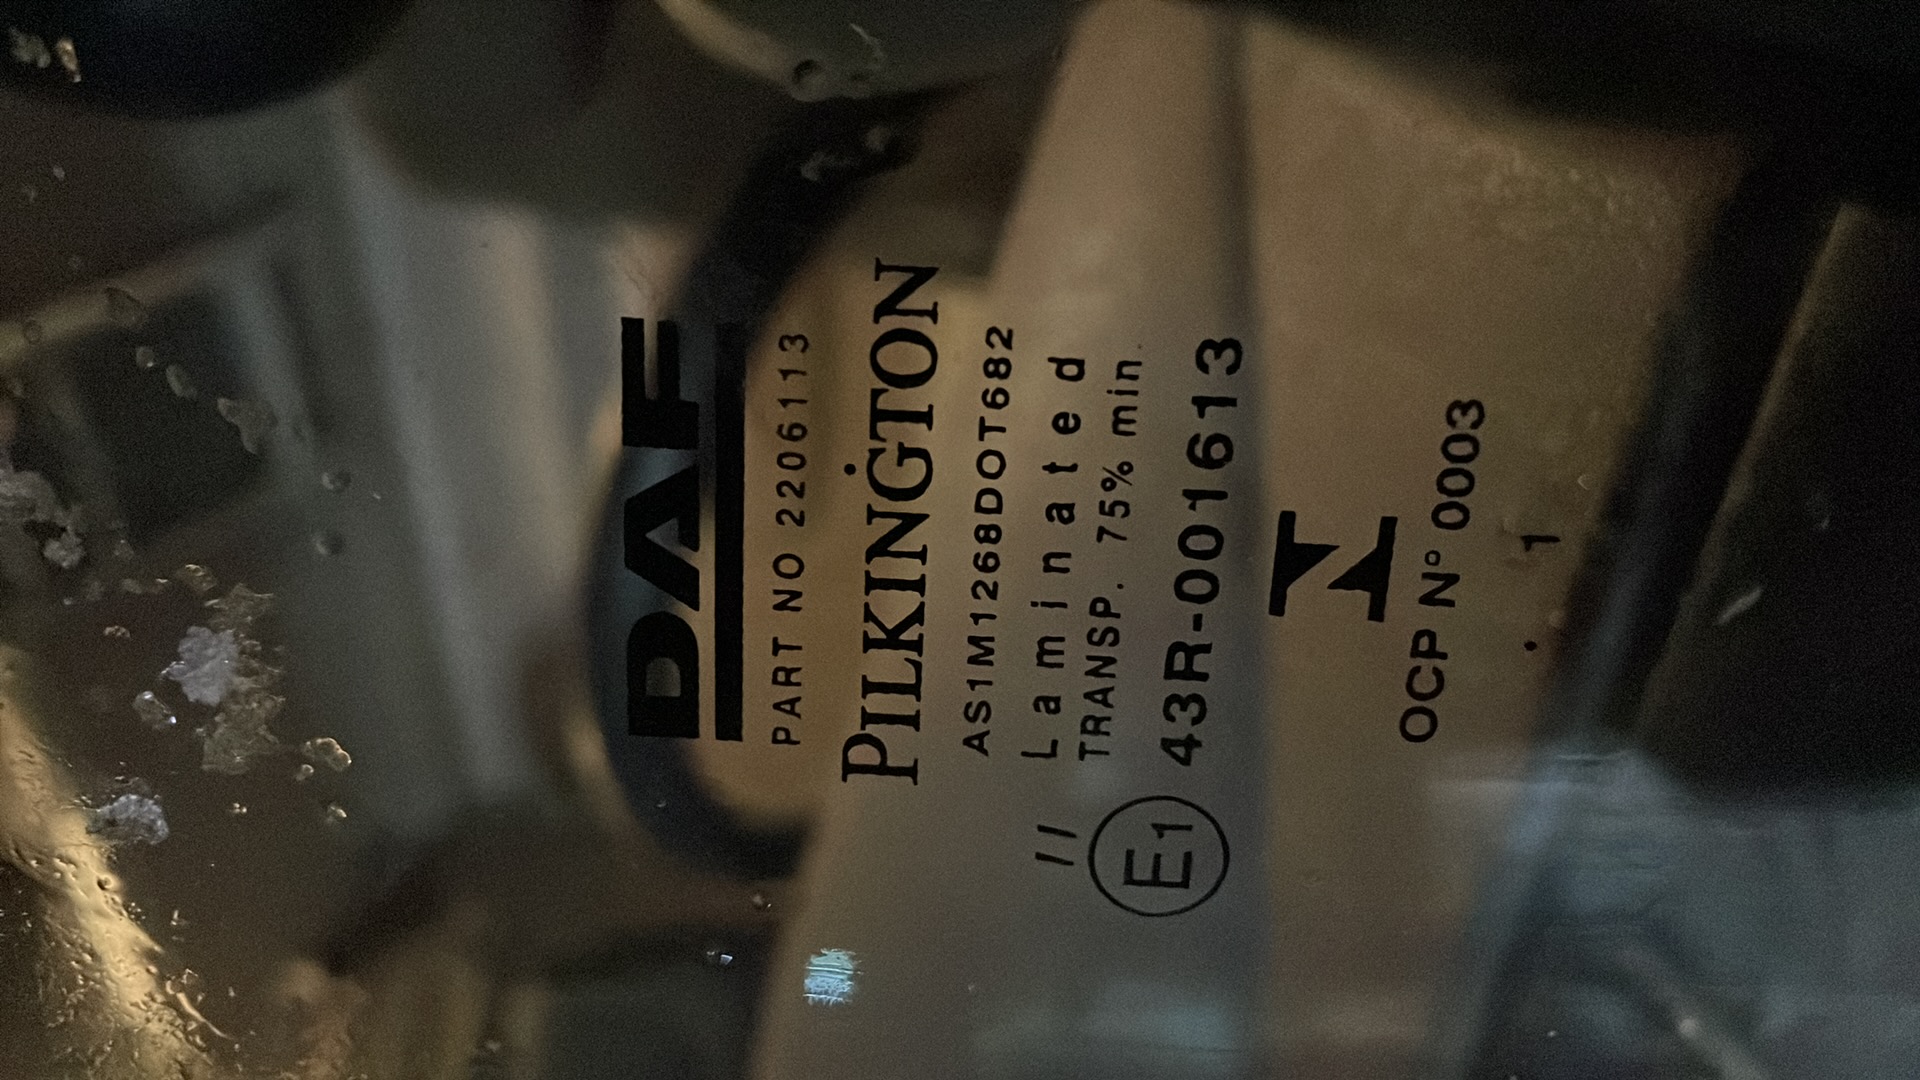 DAF
PART NO 2206113
PILKINGTON
AS1M1268DOT682
// Laminated
TRANSP. 75% min.
E1 43R-001613
OCP N° 0003
. 1